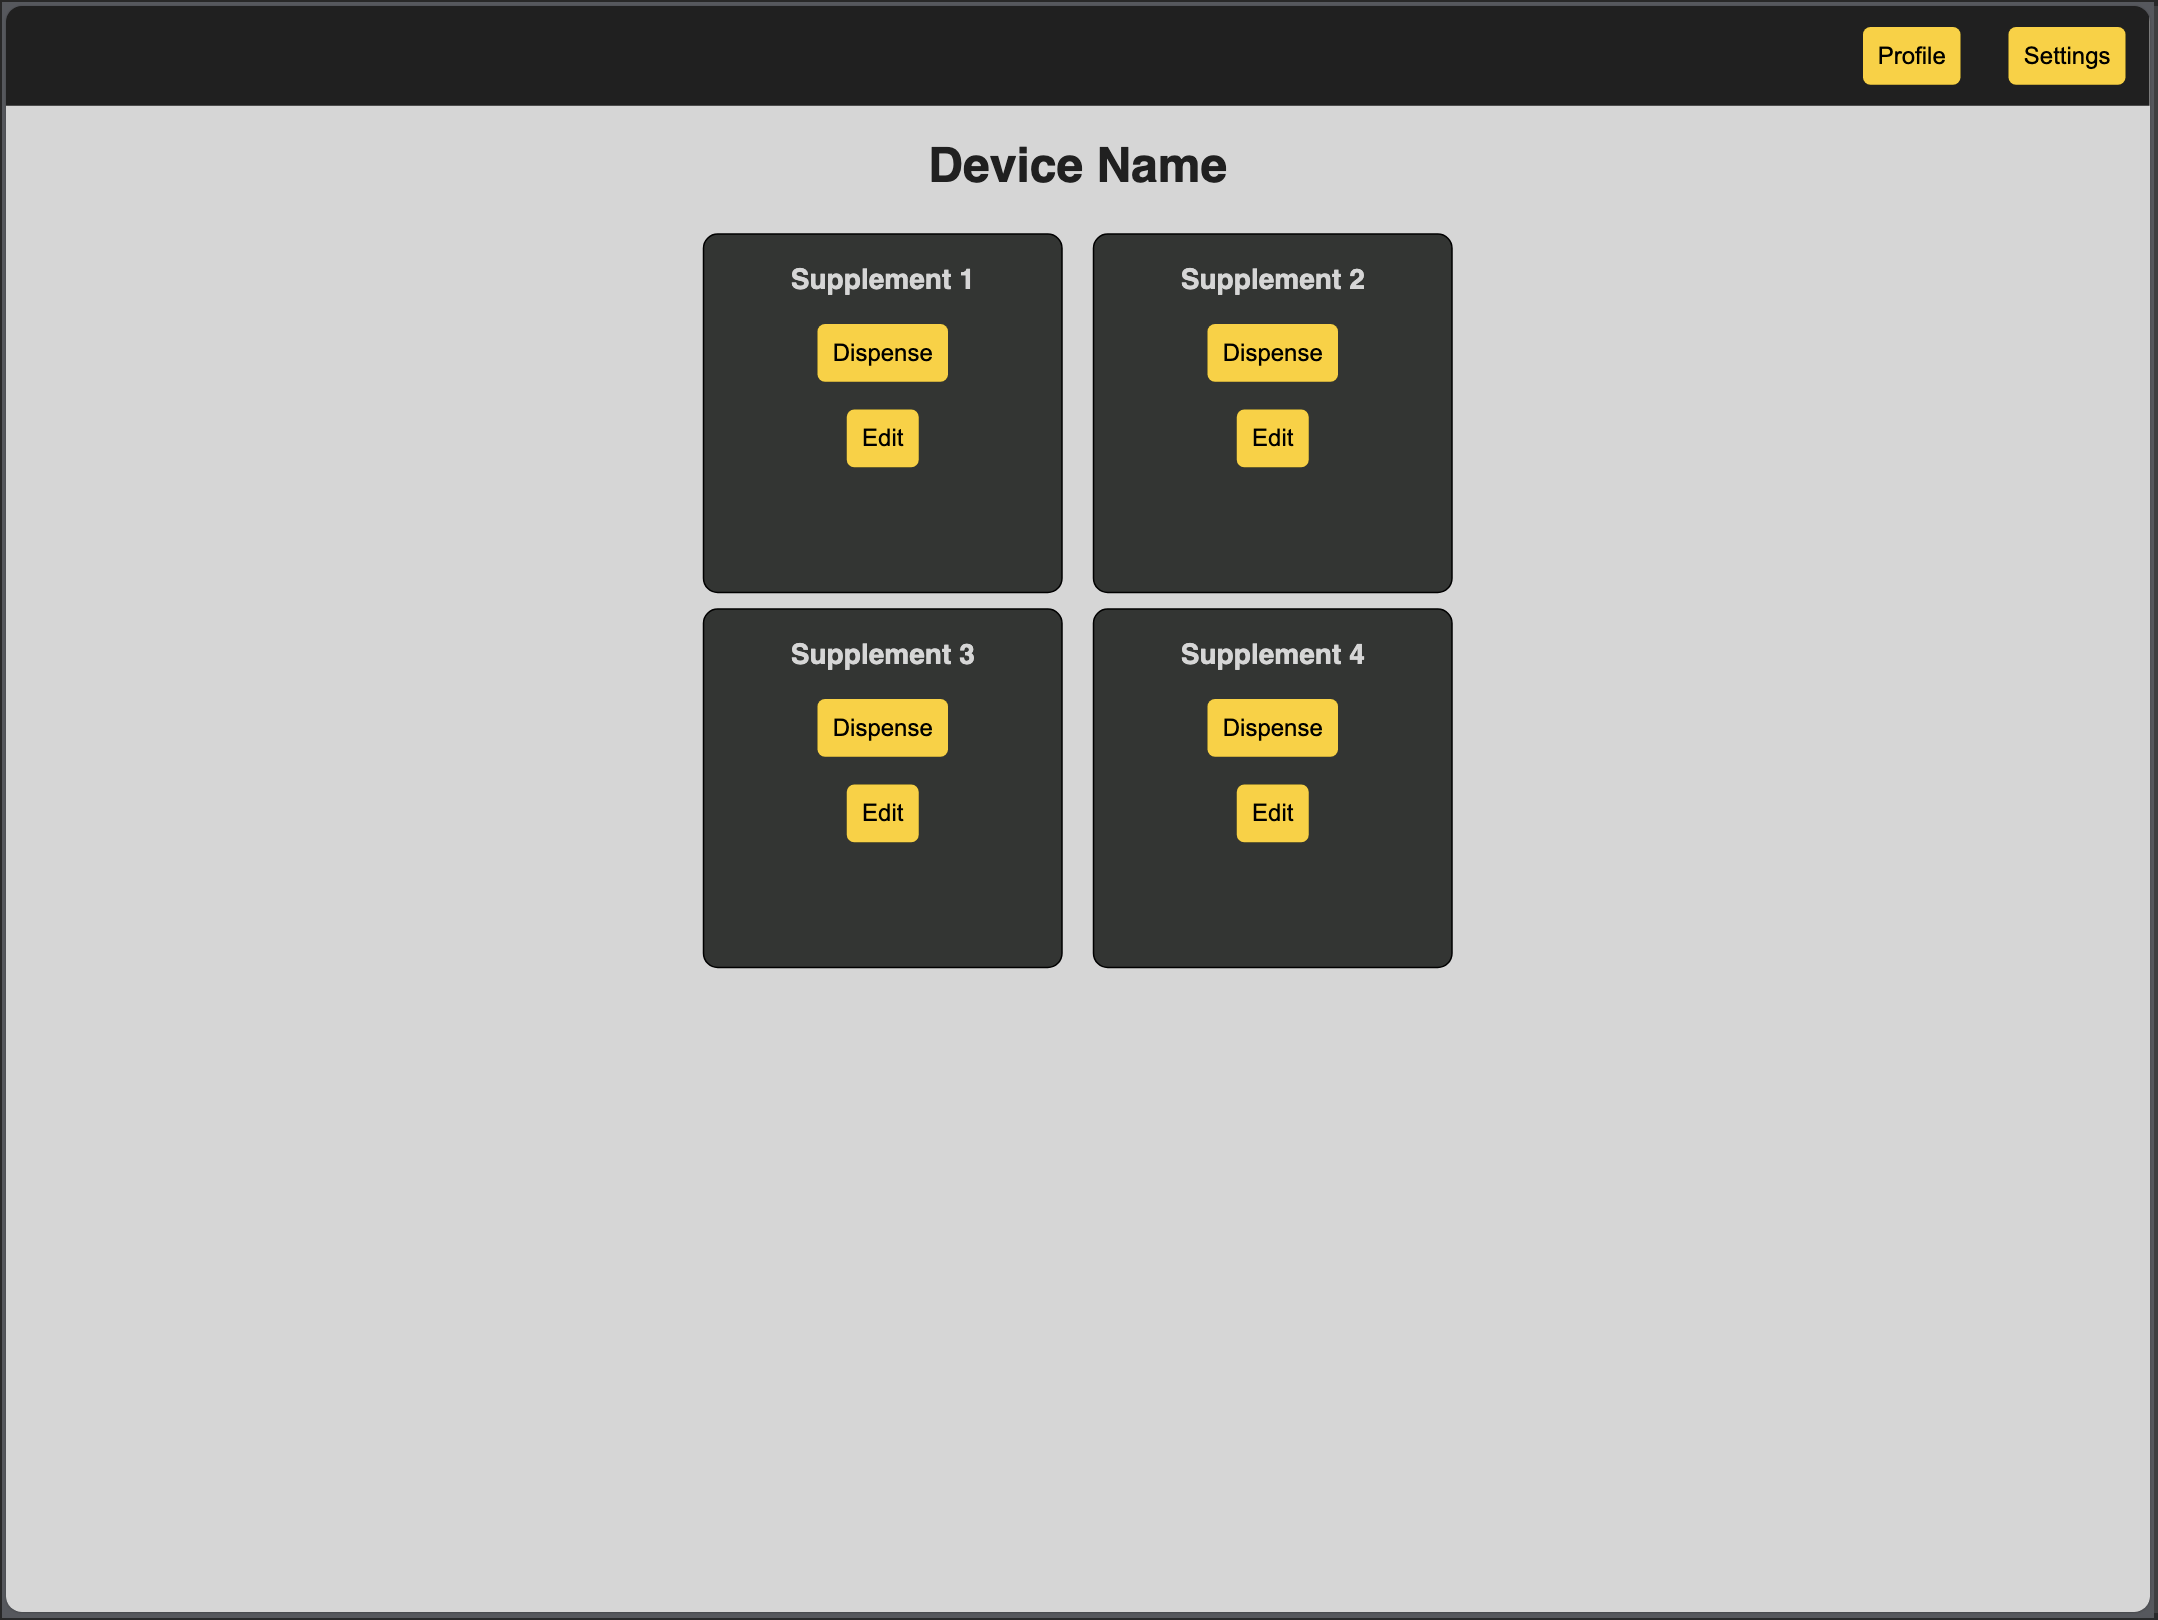 Profile Settings
Device Name
Supplement 1
Dispense
Edit
Supplement 2
Dispense
Edit
Supplement 3
Dispense
Edit
Supplement 4
Dispense
Edit